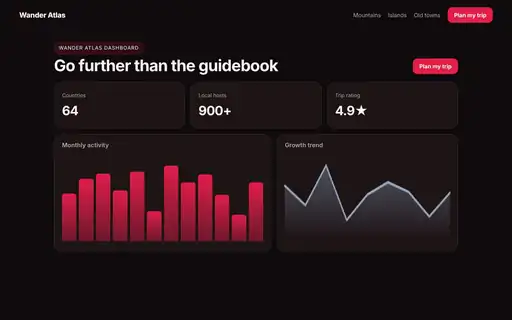 Wander Atlas
Mountains Islands Old towns Plan my trip
WANDER ATLAS DASHBOARD
Go further than the guidebook
Plan my trip
Countries
64
Local hosts
900+
Trip rating
4.9★
Monthly activity
Growth trend